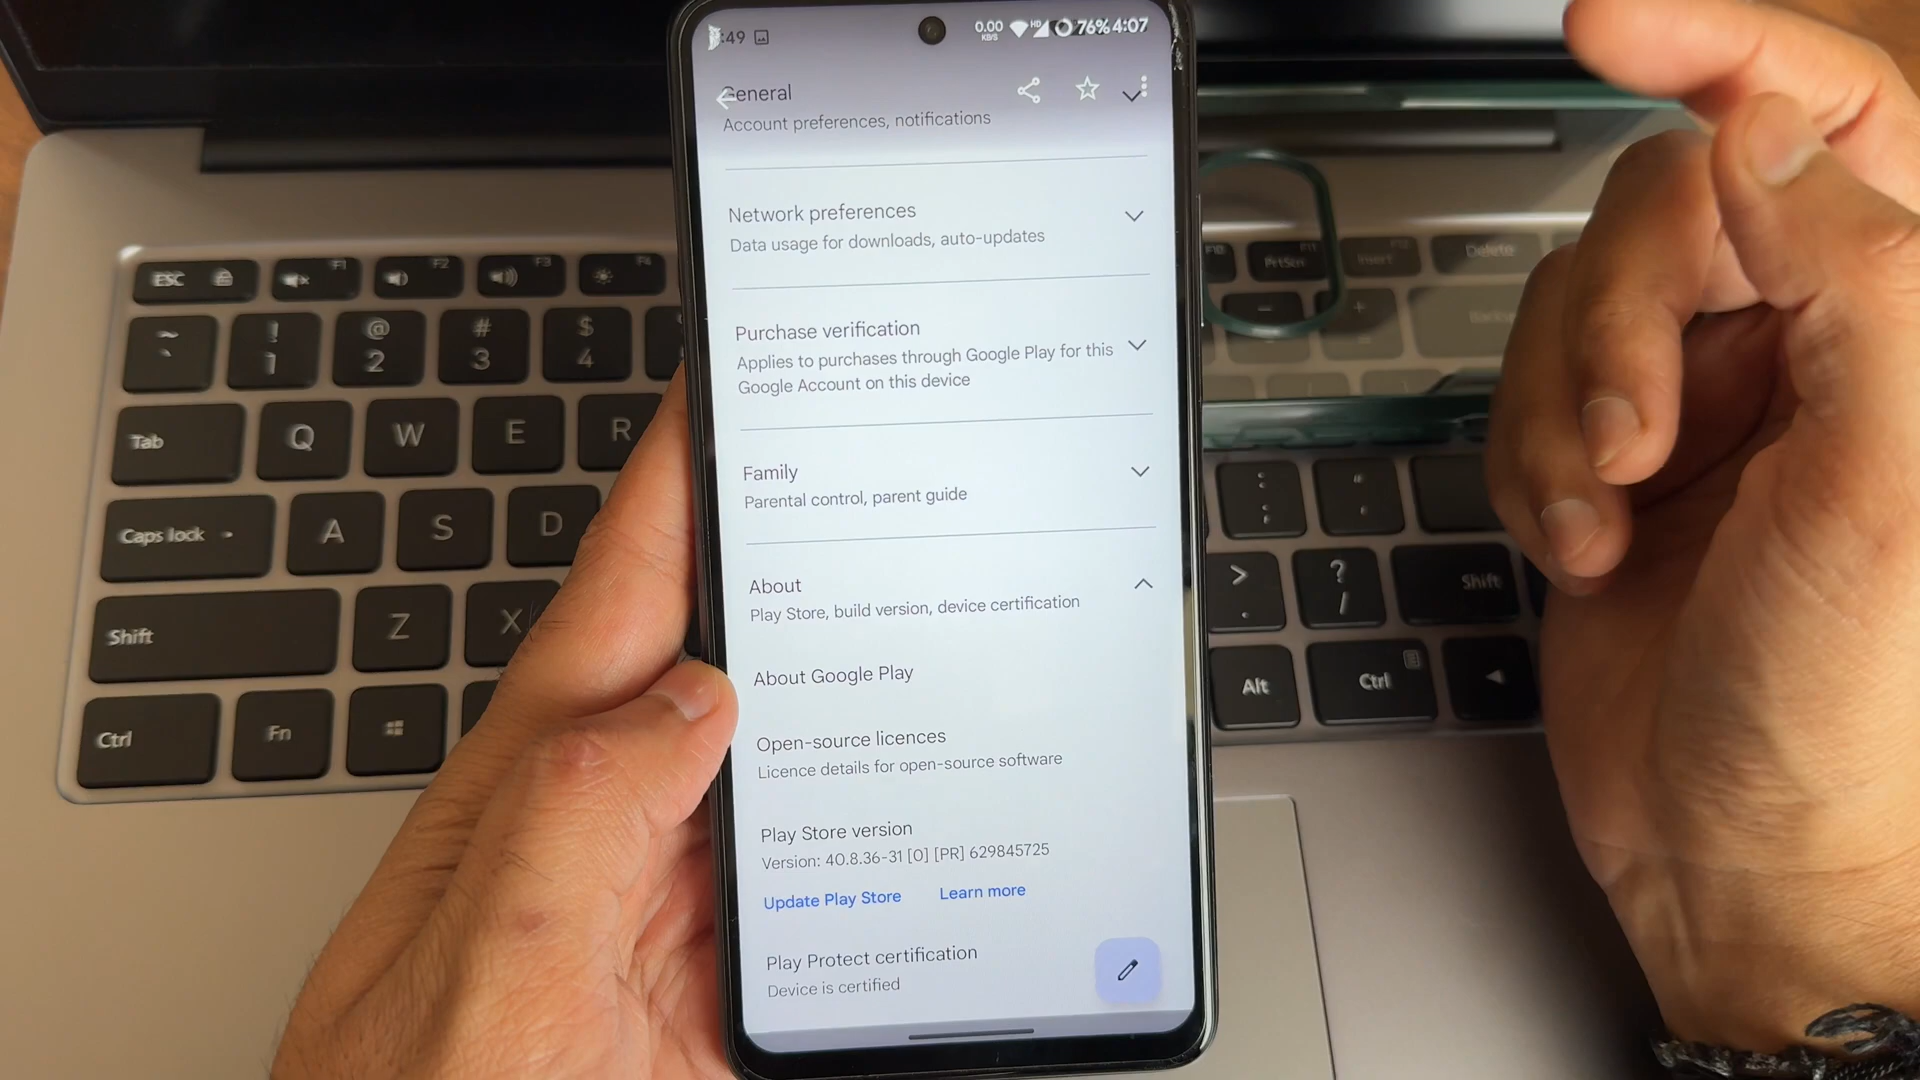 :49
0.00
KB/S
HD
76% 4:07
General
Account preferences, notifications
Network preferences
Data usage for downloads, auto-updates
Purchase verification
Applies to purchases through Google Play for this
Google Account on this device
Family
Parental control, parent guide
About
Play Store, build version, device certification
About Google Play
Open-source licences
Licence details for open-source software
Play Store version
Version: 40.8.36-31 [0] [PR] 629845725
Update Play Store Learn more
Play Protect certification
Device is certified
ESC F1 F2 F3 F4
~ ! @ # $
` 1 2 3 4
Tab Q W E R
Caps lock A S D
Shift Z X
Ctrl Fn
F10 F11 F12
PrtScn Insert Delete
- +
: "
; '
> ?
. / Shift
Alt Ctrl